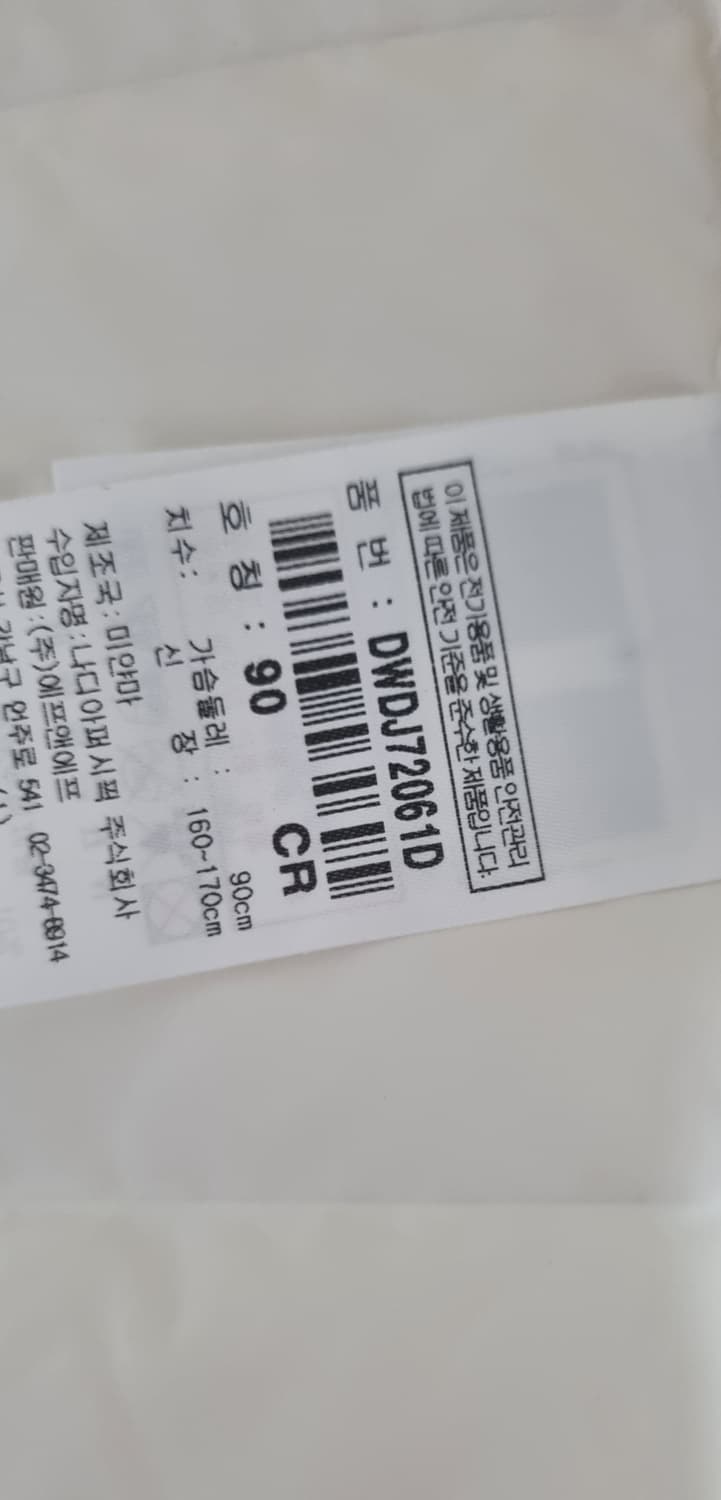 이 제품은 전기용품 및 생활용품 안전관리
법에 따른 안전 기준을 준수한 제품입니다.
품 번 : DWDJ72061D
호 칭 : 90 CR
치수: 가슴둘레 : 90cm
신 장 : 160~170cm
제조국: 미얀마
수입자명: 나디아퍼시픽 주식회사
판매원: (주)에프앤에프
강남구 언주로 541 02-3474-